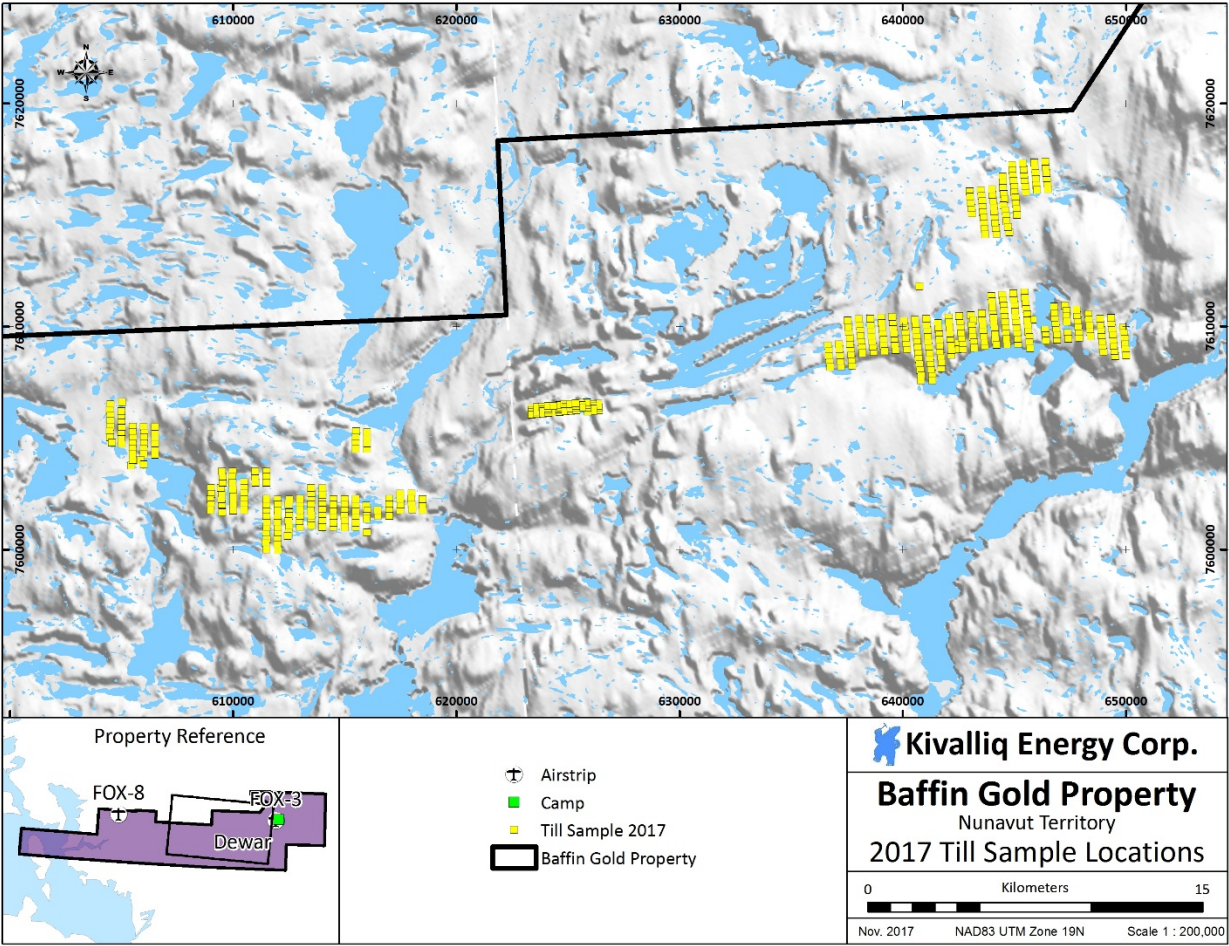 610000
620000
630000
640000
650000
N
W
E
S
7620000
7620000
7610000
7610000
7600000
7600000
610000
620000
630000
640000
650000
Property Reference
FOX-8
FOX-3
Dewar
Airstrip
Camp
Till Sample 2017
Baffin Gold Property
Kivalliq Energy Corp.
Baffin Gold Property
Nunavut Territory
2017 Till Sample Locations
0 Kilometers 15
Nov. 2017 NAD83 UTM Zone 19N Scale 1 : 200,000